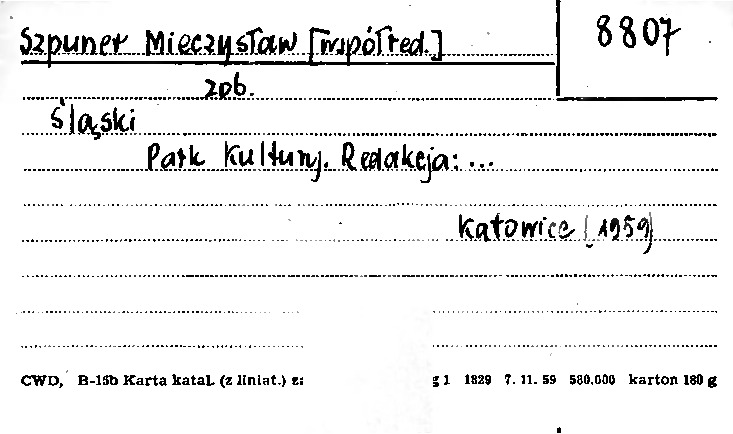 Szpuner Mieczysław [współred.]
8807
zob.
Śląski
Park Kultury. Redakcja: ...
Katowice [1959]
CWD, B-15b Karta katal. (z liniat.) z: g 1 1829 7. 11. 59 580.000 karton 180 g